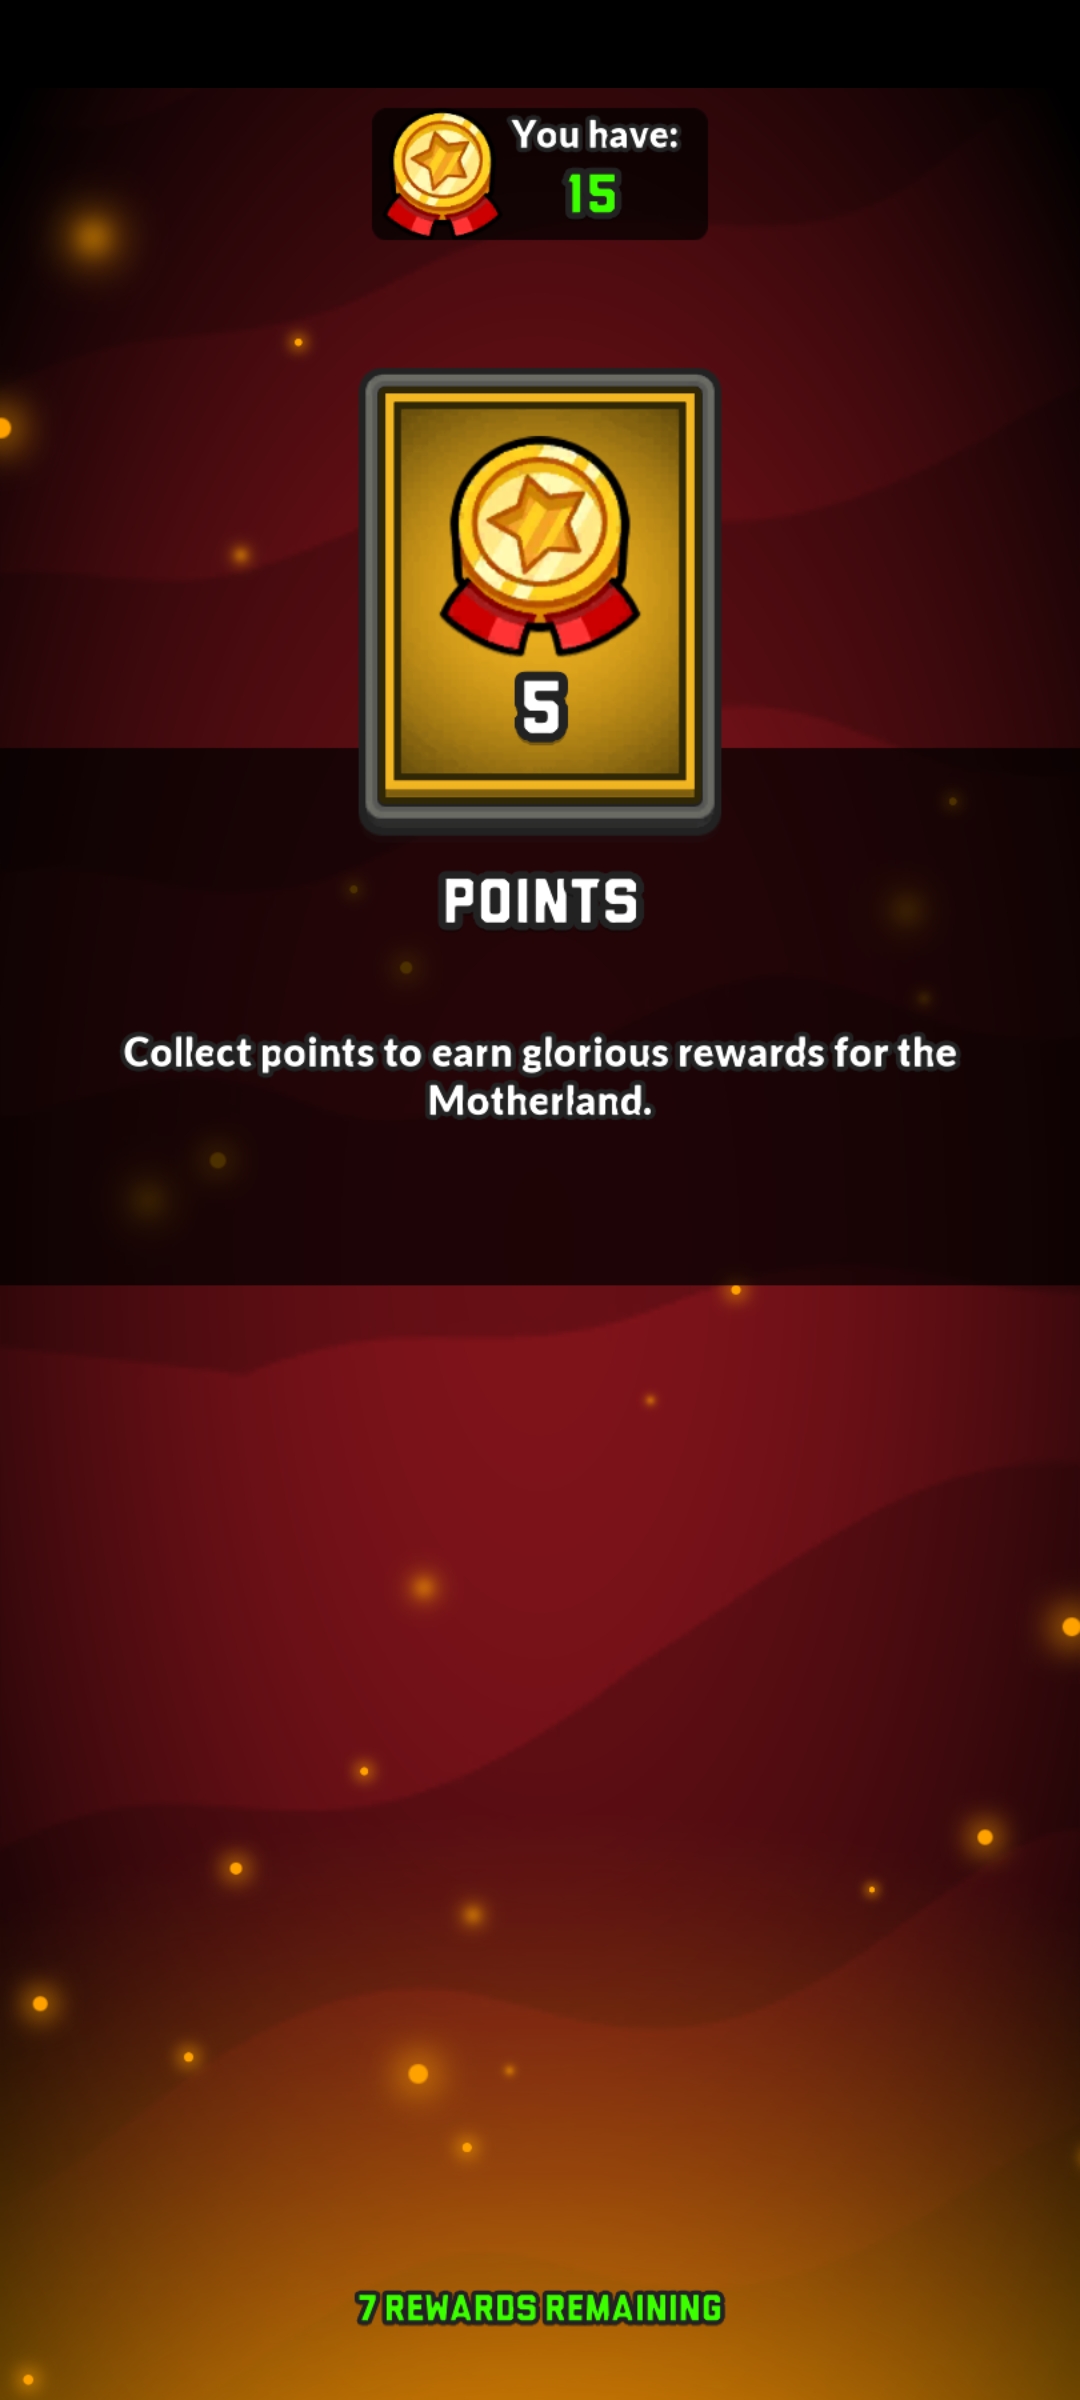 You have:
15
5
POINTS
Collect points to earn glorious rewards for the
Motherland.
7 REWARDS REMAINING